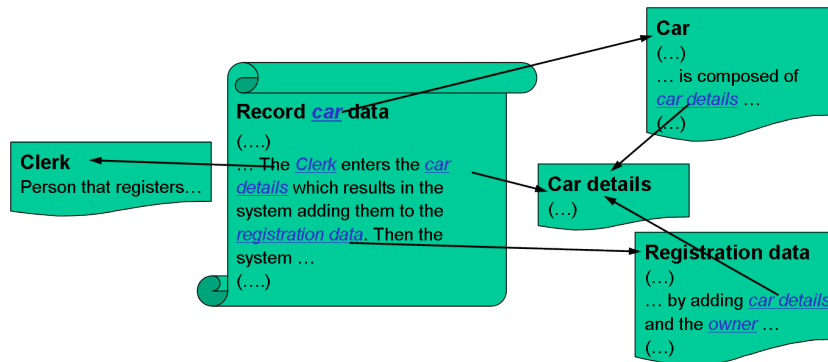 Car
(...)
... is composed of
car details ...
(...)
Record car data
(....)
... The Clerk enters the car
details which results in the
system adding them to the
registration data. Then the
system ...
(....)
Clerk
Person that registers...
Car details
(...)
Registration data
(...)
... by adding car details
and the owner ...
(...)